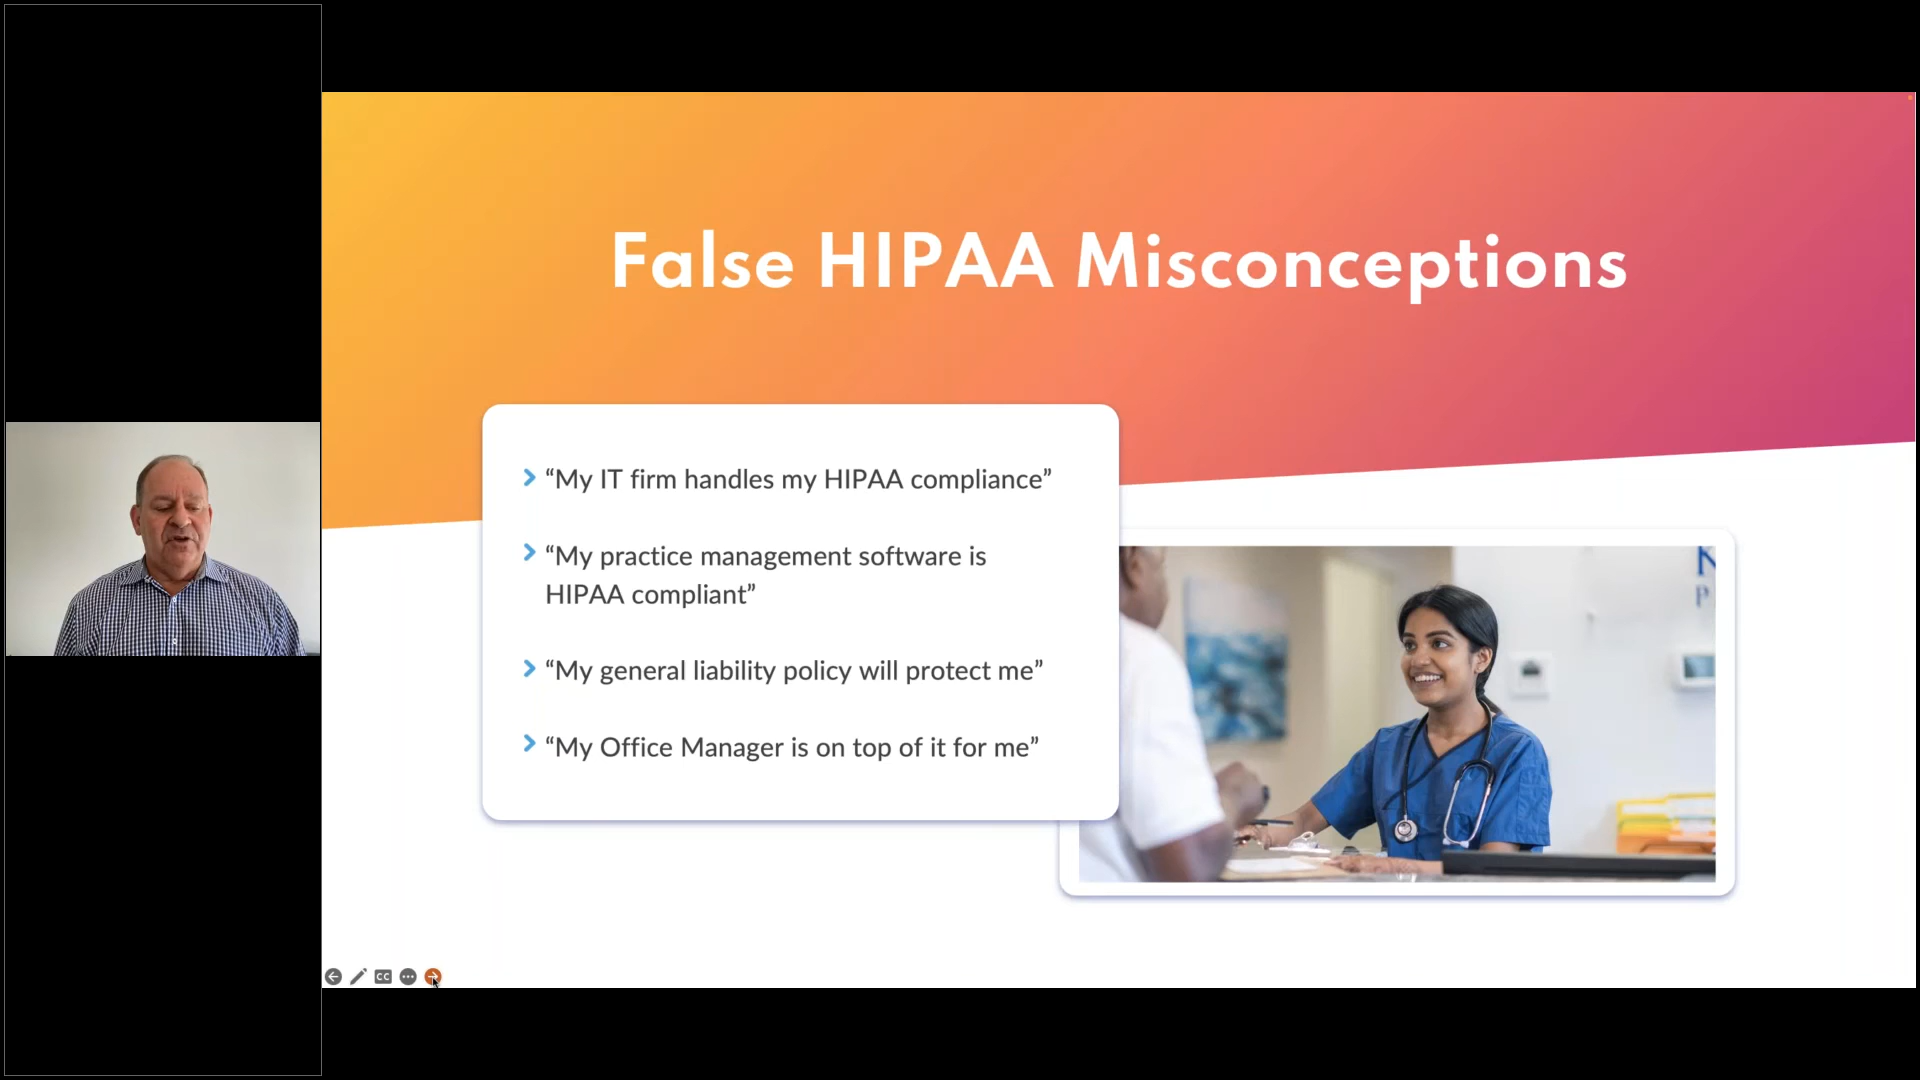 False HIPAA Misconceptions
“My IT firm handles my HIPAA compliance”
“My practice management software is
HIPAA compliant”
“My general liability policy will protect me”
“My Office Manager is on top of it for me”
N
P
CC